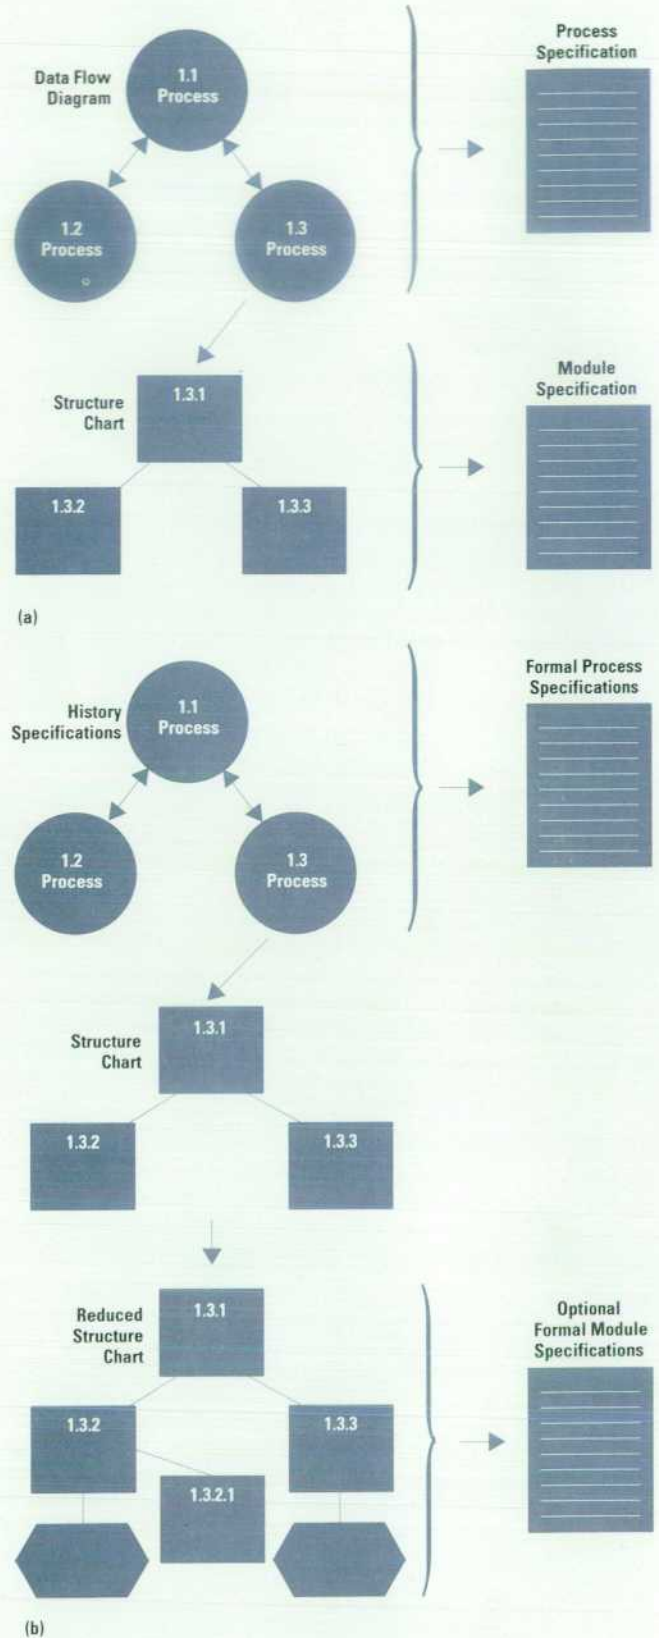 Process
Specification
Data Flow
Diagram
1.1
Process
1.2
Process
1.3
Process
Module
Specification
Structure
Chart
1.3.1
1.3.2
1.3.3
(a)
Formal Process
Specifications
History
Specifications
1.1
Process
1.2
Process
1.3
Process
Structure
Chart
1.3.1
1.3.2
1.3.3
Reduced
Structure
Chart
1.3.1
Optional
Formal Module
Specifications
1.3.2
1.3.3
1.3.2.1
(b)